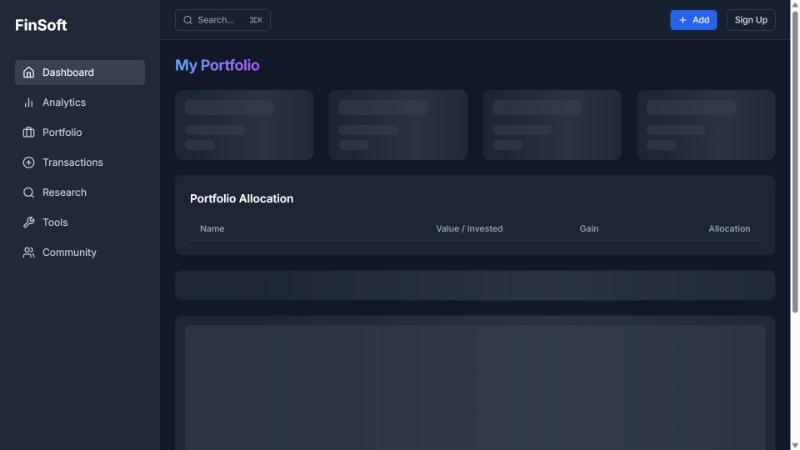 FinSoft
Search... ⌘K
Add
Sign Up
Dashboard
Analytics
Portfolio
Transactions
Research
Tools
Community
My Portfolio
Portfolio Allocation
Name Value / Invested Gain Allocation